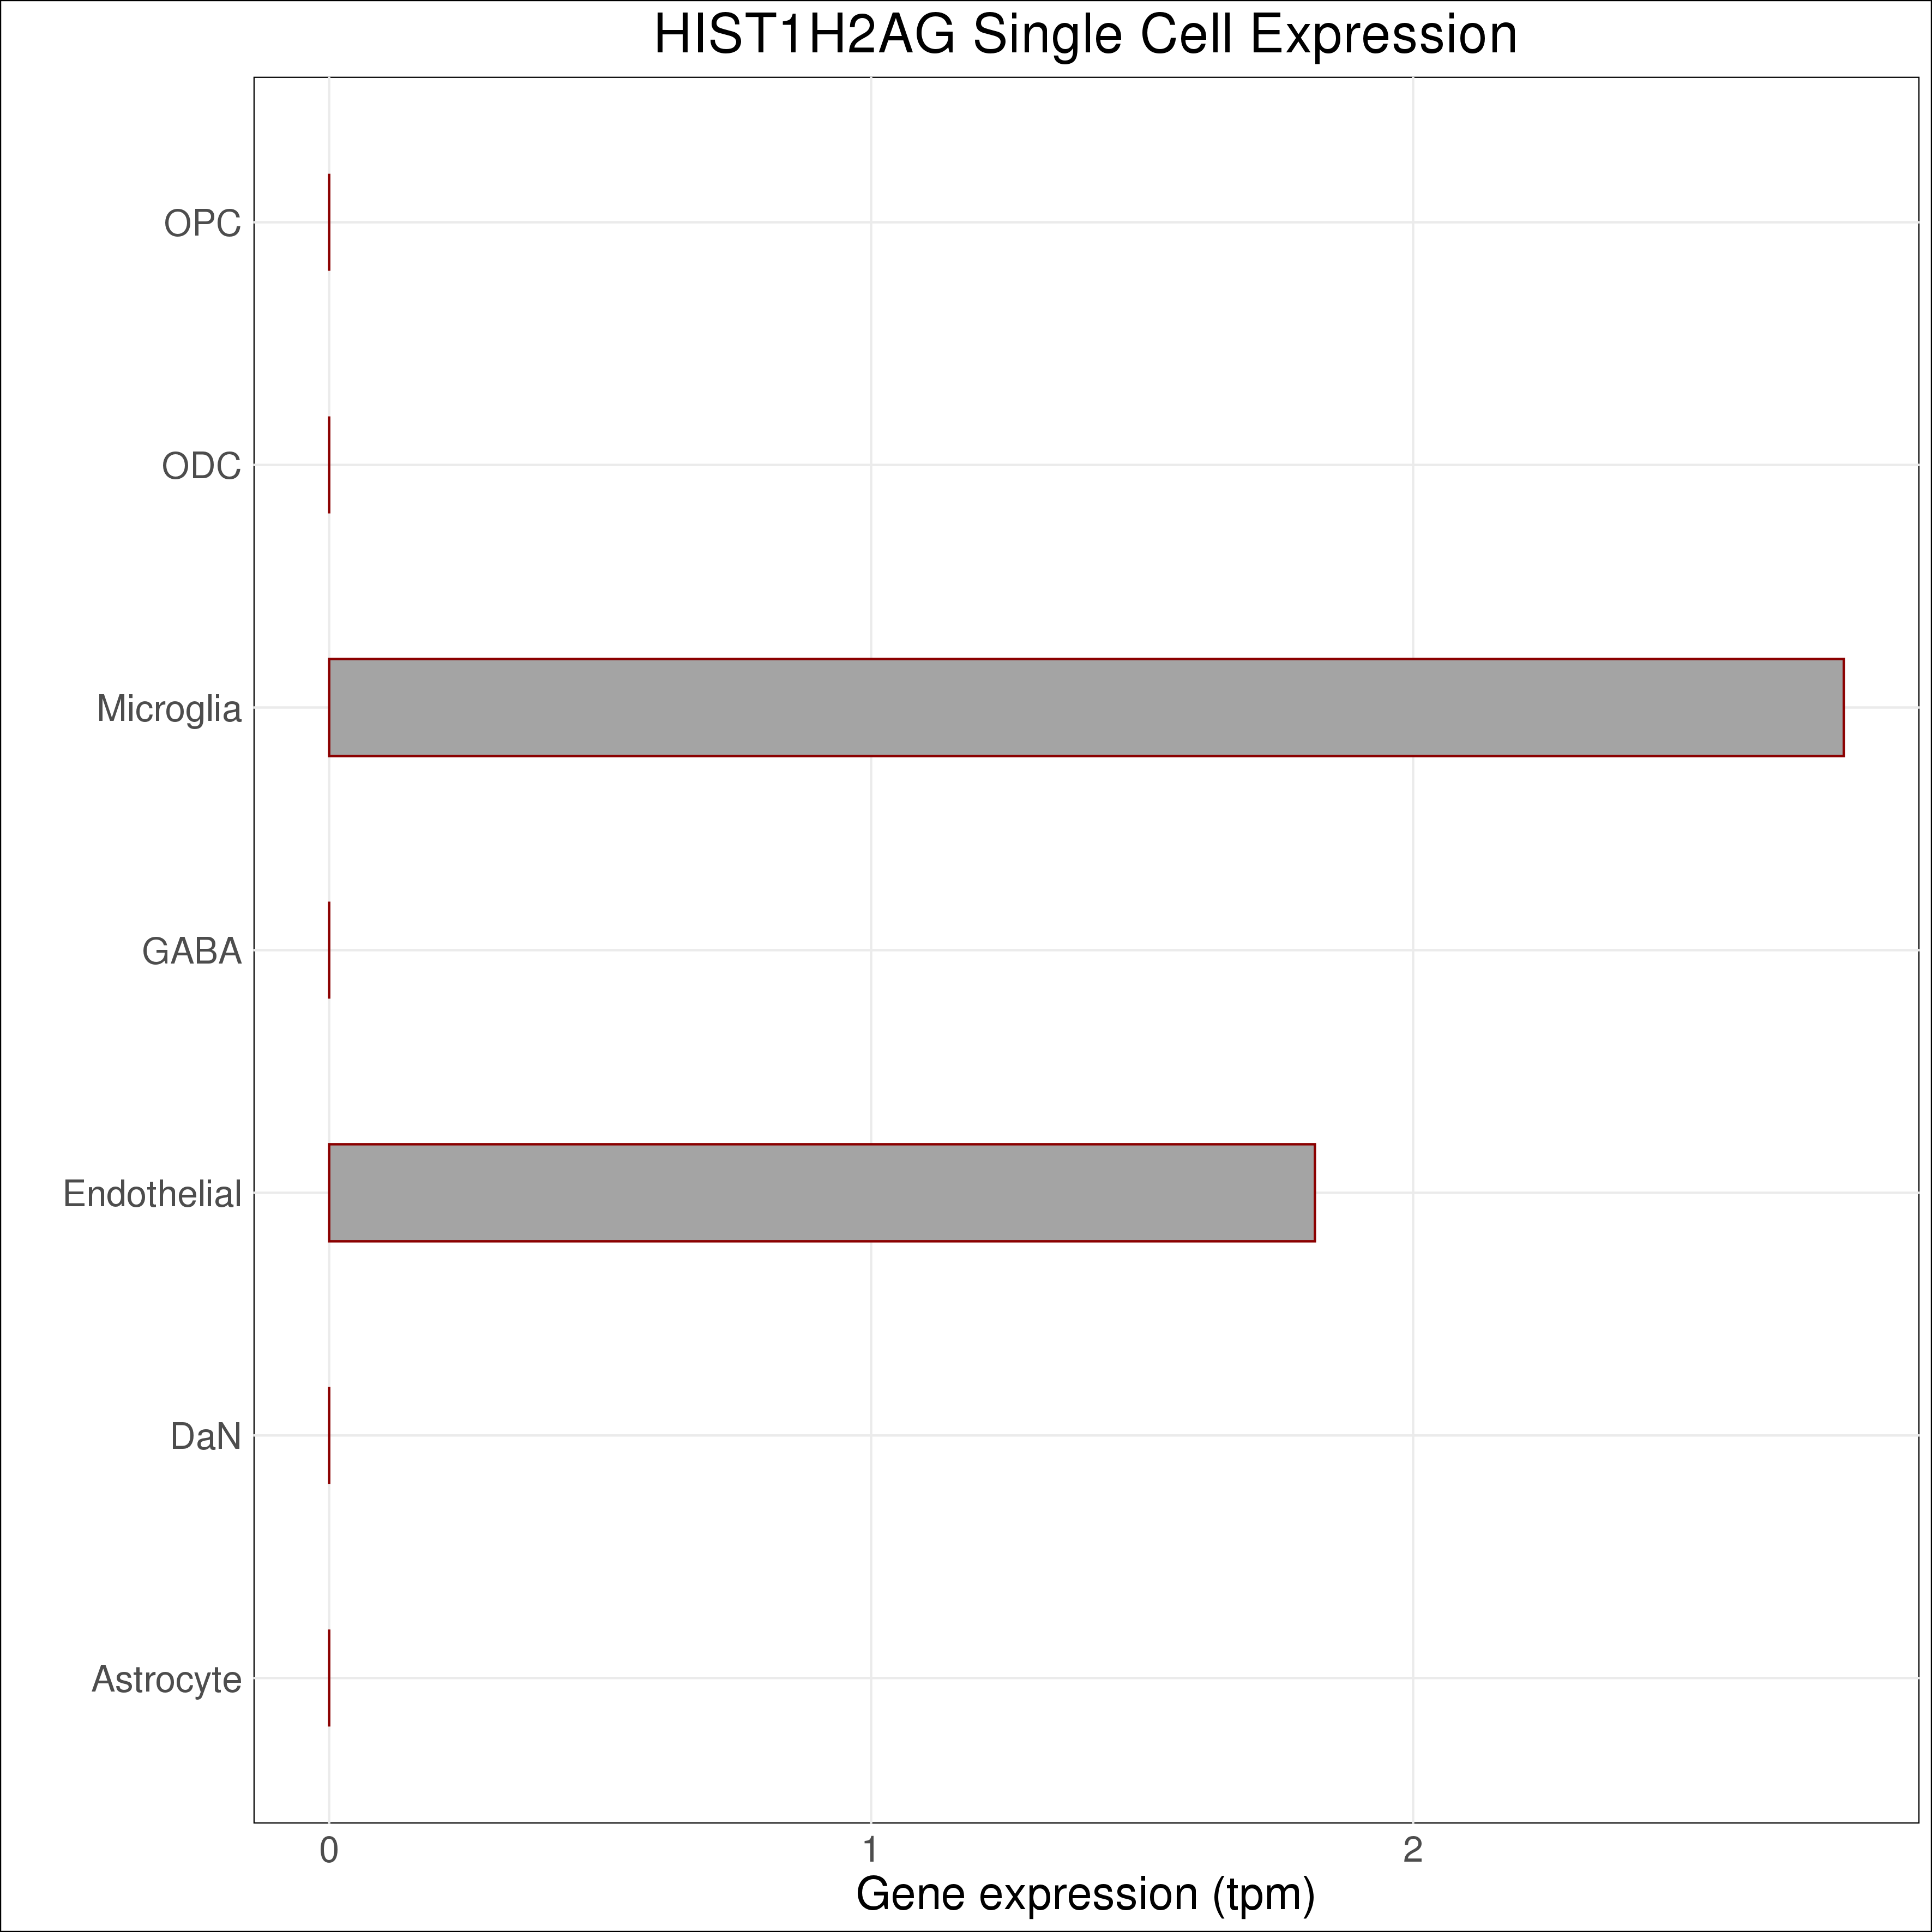 HIST1H2AG Single Cell Expression
OPC
ODC
Microglia
GABA
Endothelial
DaN
Astrocyte
0 1 2
Gene expression (tpm)